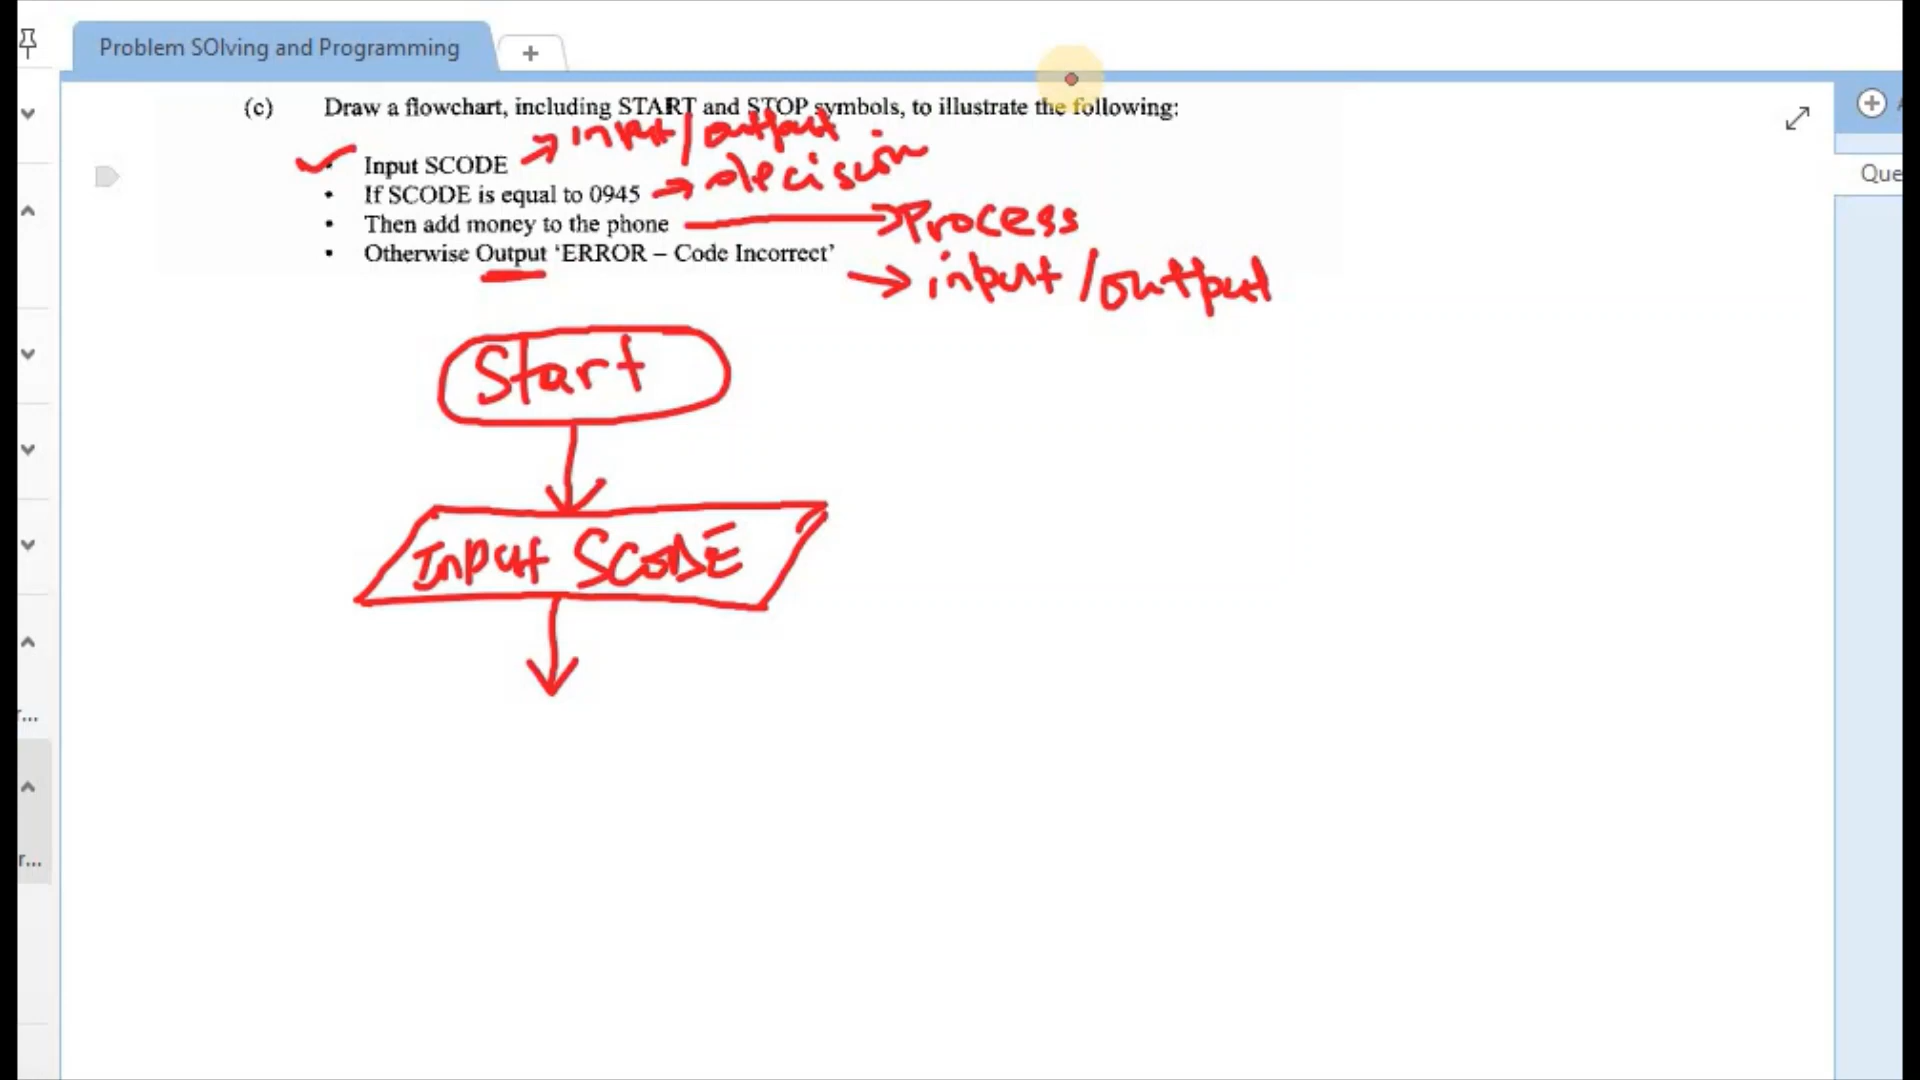 Problem SOlving and Programming
+
(c) Draw a flowchart, including START and STOP symbols, to illustrate the following:
• Input SCODE → input/output
• If SCODE is equal to 0945 → decision
• Then add money to the phone → Process
• Otherwise Output ‘ERROR – Code Incorrect’ → input/output
Que
Start
Input SCODE
r...
r...